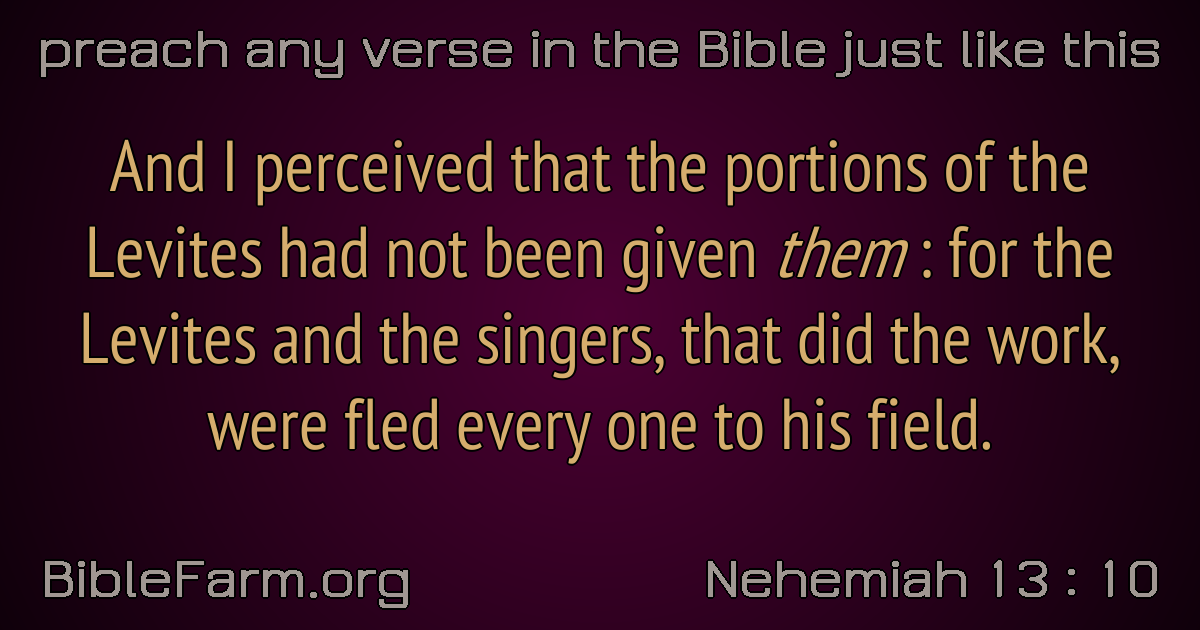 preach any verse in the Bible just like this
And I perceived that the portions of the
Levites had not been given them : for the
Levites and the singers, that did the work,
were fled every one to his field.
BibleFarm.org
Nehemiah 13 : 10